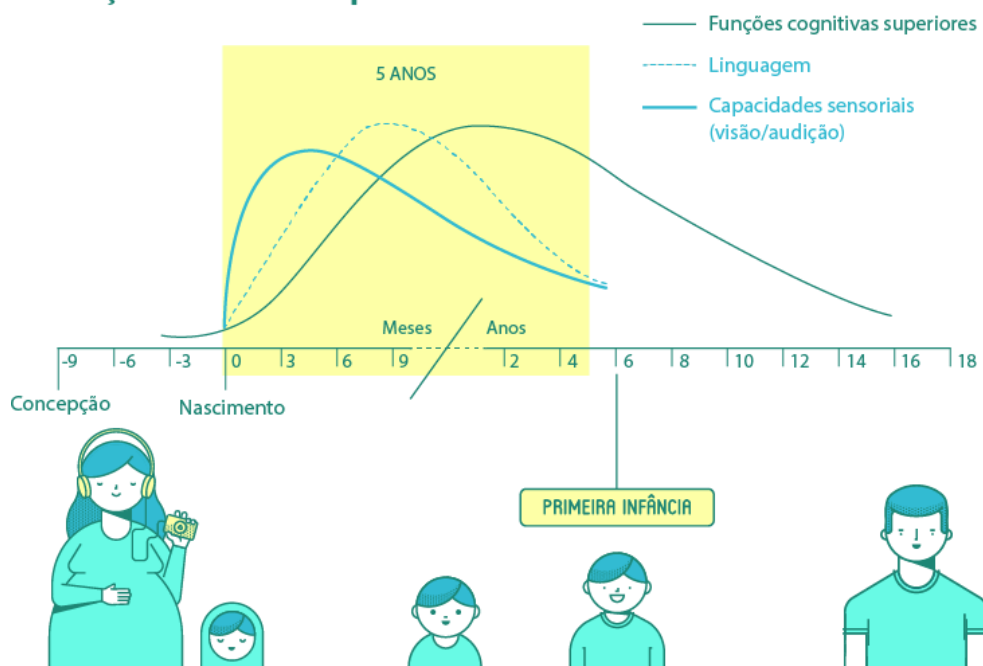 Funções cognitivas superiores
Linguagem
Capacidades sensoriais
(visão/audição)
5 ANOS
Meses
Anos
-9 -6 -3 0 3 6 9 2 4 6 8 10 12 14 16 18
Concepção
Nascimento
PRIMEIRA INFÂNCIA